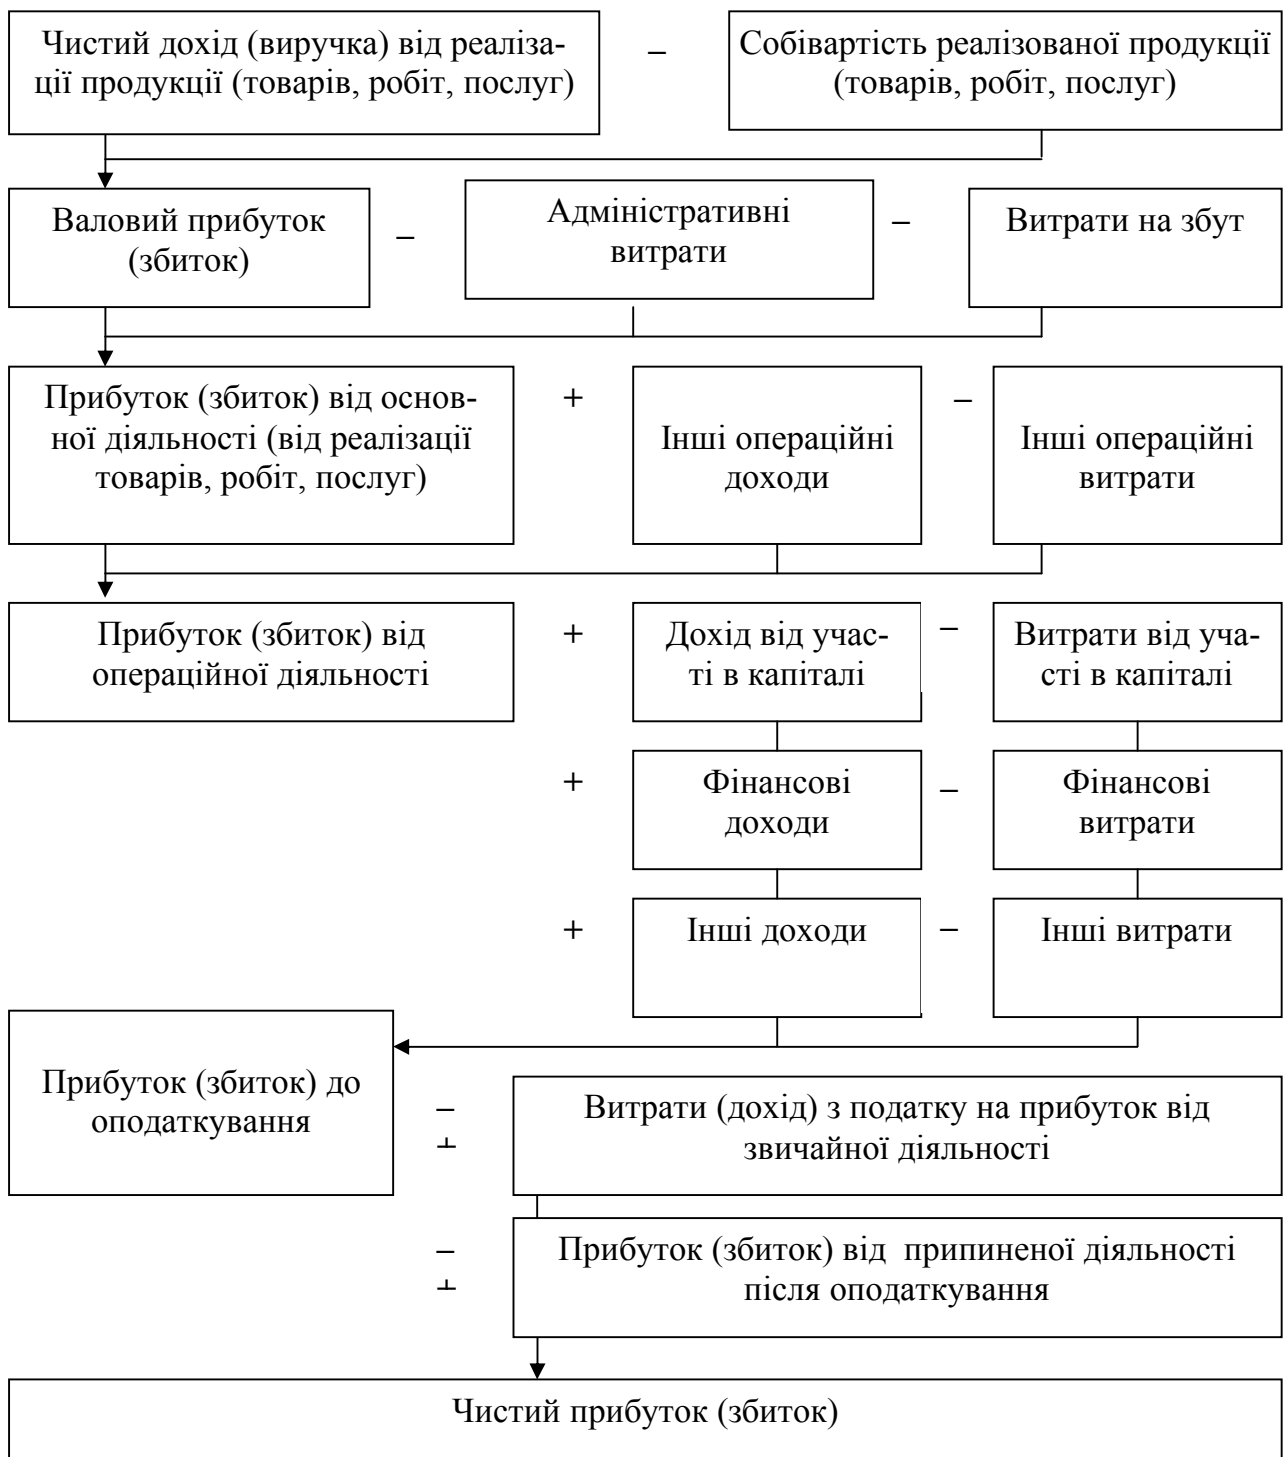 Чистий дохід (виручка) від реаліза-
ції продукції (товарів, робіт, послуг)
–
Собівартість реалізованої продукції
(товарів, робіт, послуг)
Валовий прибуток
(збиток)
–
Адміністративні
витрати
–
Витрати на збут
Прибуток (збиток) від основ-
ної діяльності (від реалізації
товарів, робіт, послуг)
+
Інші операційні
доходи
–
Інші операційні
витрати
Прибуток (збиток) від
операційної діяльності
+
Дохід від учас-
ті в капіталі
–
Витрати від уча-
сті в капіталі
+
Фінансові
доходи
–
Фінансові
витрати
+
Інші доходи
–
Інші витрати
Прибуток (збиток) до
оподаткування
–
+
Витрати (дохід) з податку на прибуток від
звичайної діяльності
–
+
Прибуток (збиток) від  припиненої діяльності
після оподаткування
Чистий прибуток (збиток)